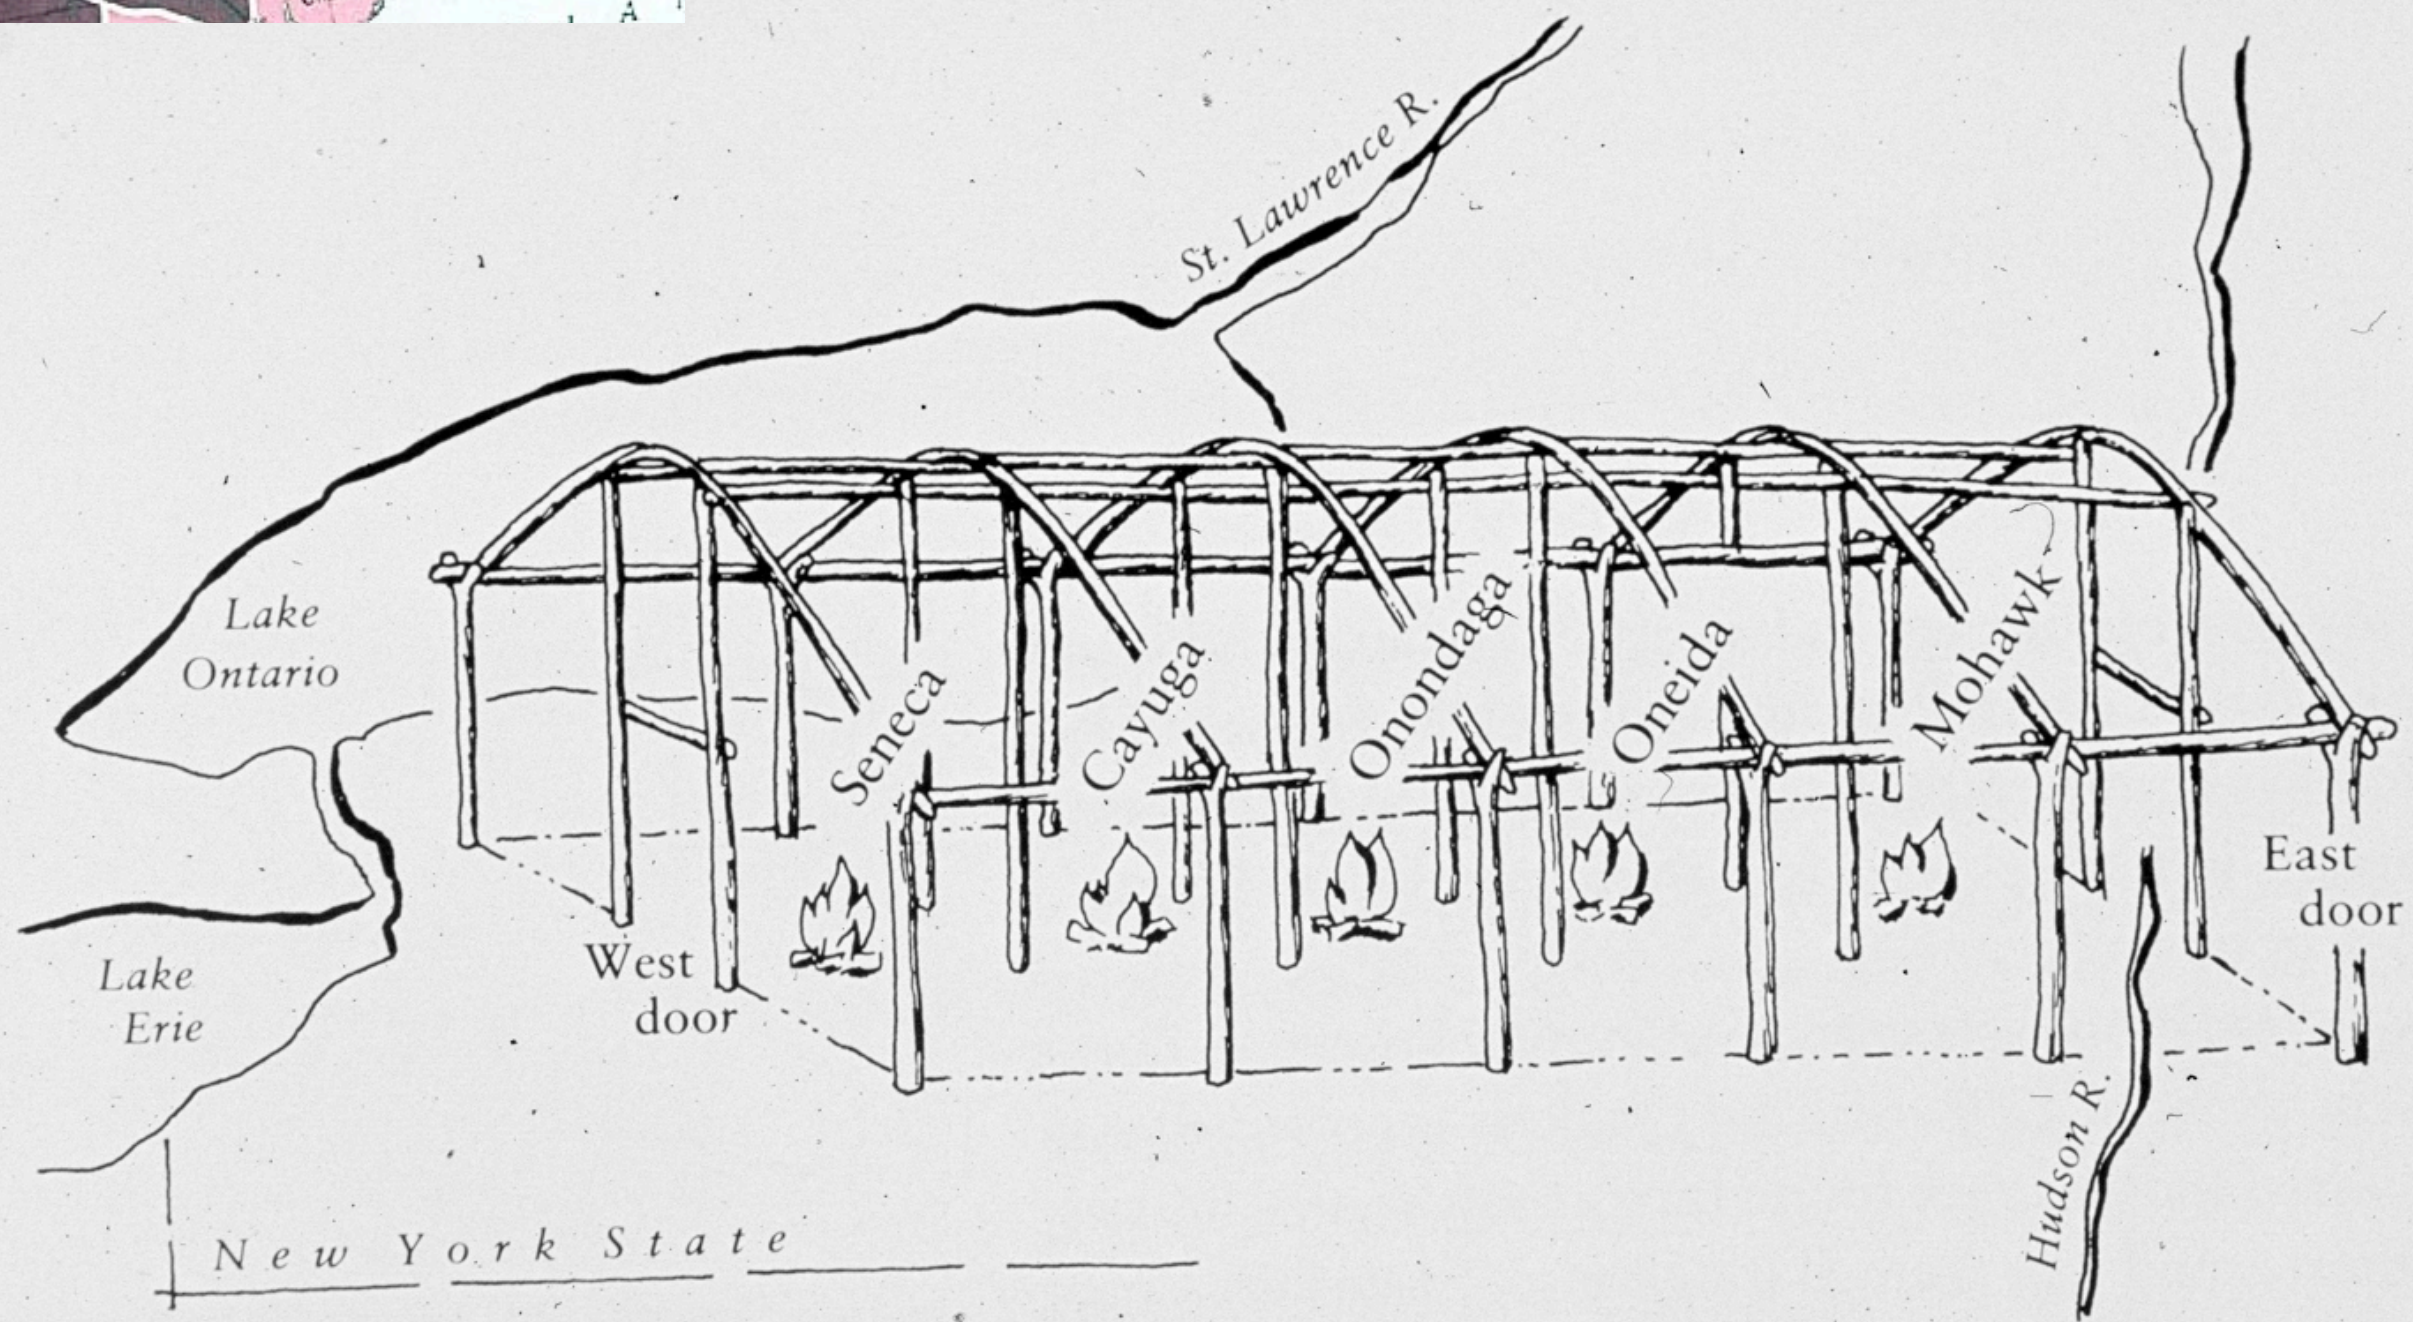 St. Lawrence R.
Lake
Ontario
Seneca
Cayuga
Onondaga
Oneida
Mohawk
East
door
West
door
Lake
Erie
Hudson R.
New York State